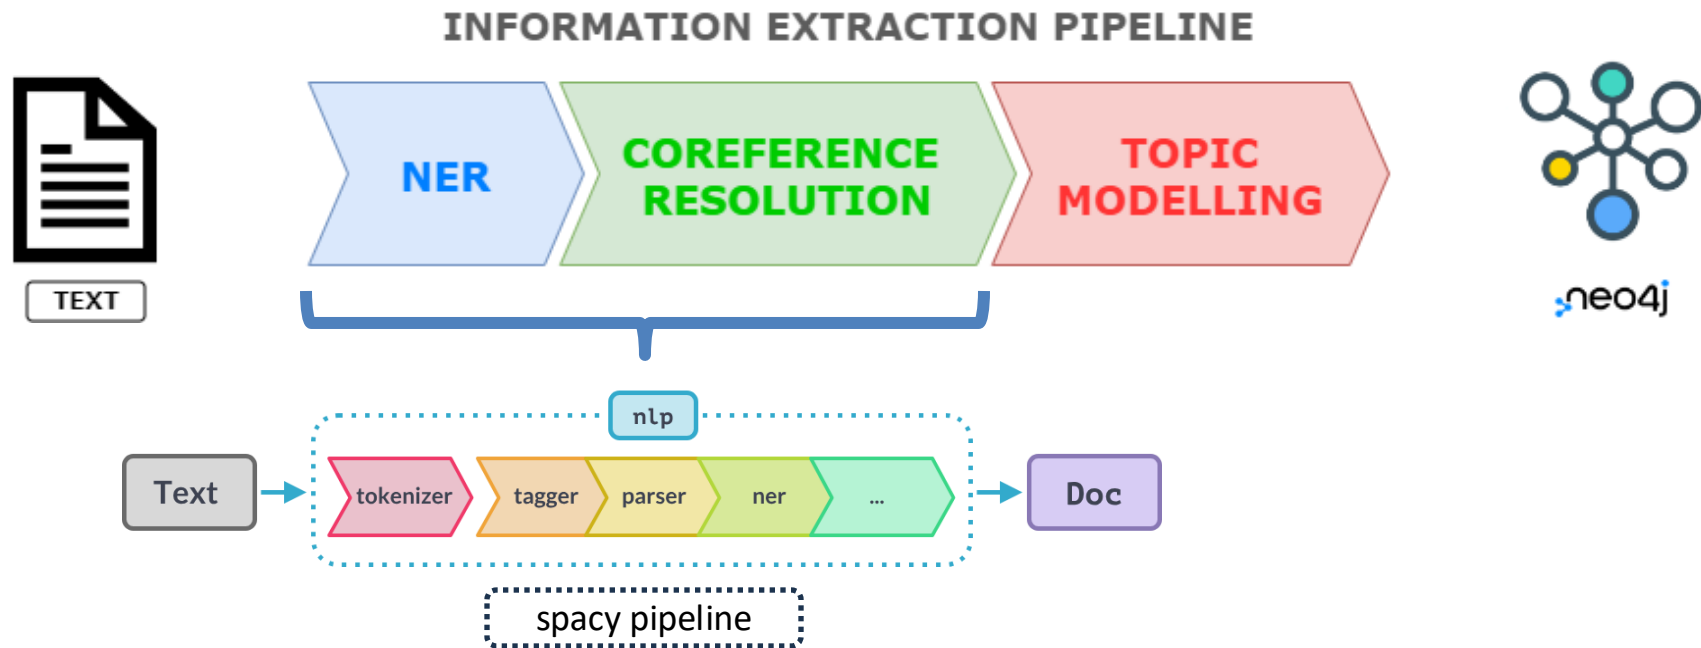 INFORMATION EXTRACTION PIPELINE
NER
COREFERENCE
RESOLUTION
TOPIC
MODELLING
TEXT
neo4j
nlp
Text
tokenizer
tagger
parser
ner
...
Doc
spacy pipeline